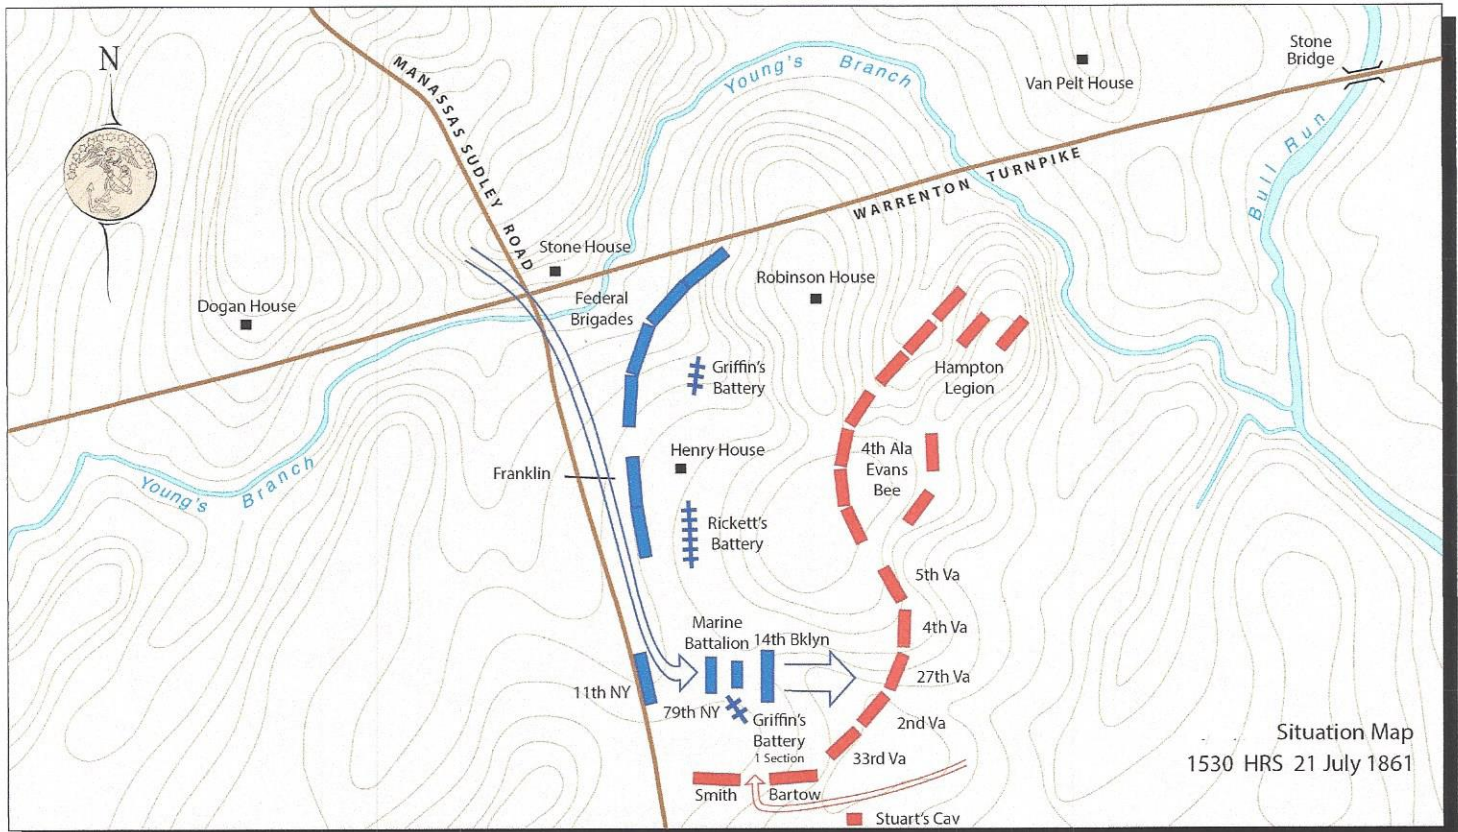 N
MANASSAS SUDLEY ROAD
Young's Branch
Van Pelt House
Stone
Bridge
Bull Run
WARRENTON TURNPIKE
Stone House
Dogan House
Federal
Brigades
Robinson House
Griffin's
Battery
Hampton
Legion
Henry House
4th Ala
Evans
Bee
Franklin
Young's Branch
Rickett's
Battery
5th Va
4th Va
Marine
Battalion
14th Bklyn
27th Va
11th NY
79th NY
Griffin's
Battery
1 Section
2nd Va
33rd Va
Smith
Bartow
Stuart's Cav
Situation Map
1530 HRS 21 July 1861